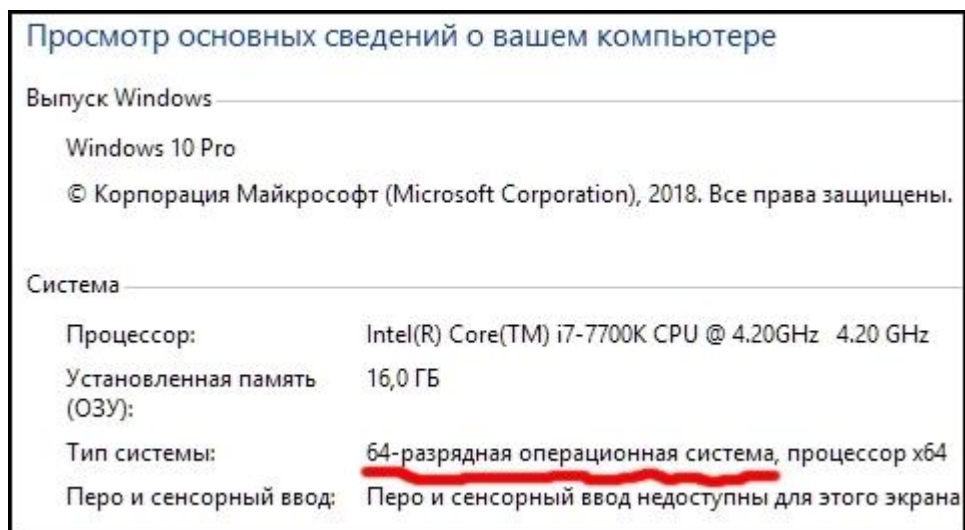 Просмотр основных сведений о вашем компьютере
Выпуск Windows
Windows 10 Pro
© Корпорация Майкрософт (Microsoft Corporation), 2018. Все права защищены.
Система
Процессор: Intel(R) Core(TM) i7-7700K CPU @ 4.20GHz 4.20 GHz
Установленная память 16,0 ГБ
(ОЗУ):
Тип системы: 64-разрядная операционная система, процессор x64
Перо и сенсорный ввод: Перо и сенсорный ввод недоступны для этого экрана